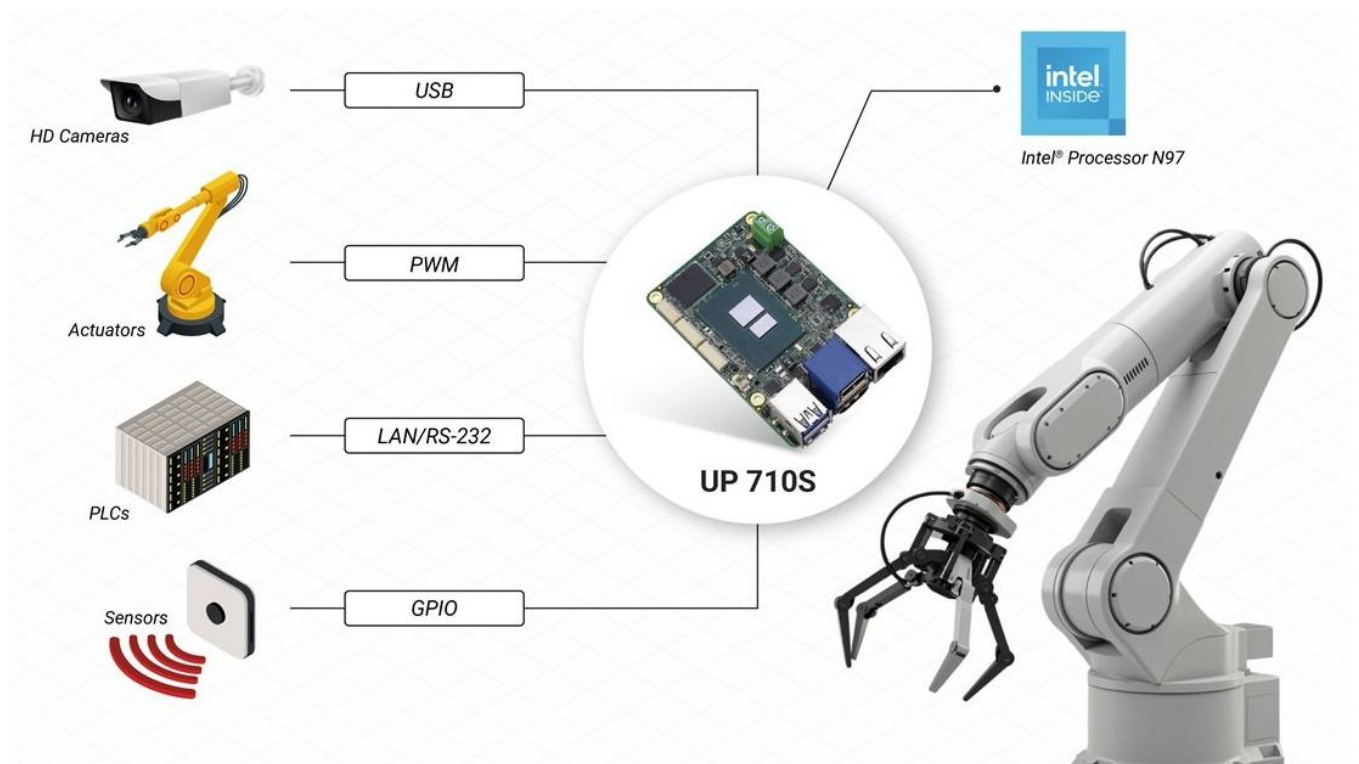 HD Cameras
USB
intel
INSIDE
Intel® Processor N97
Actuators
PWM
PLCs
LAN/RS-232
UP 710S
Sensors
GPIO